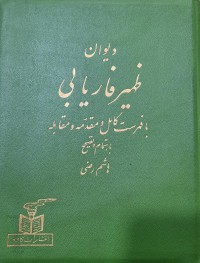 دیوان
ظهیر فاریابی
با فهرست کامل و مقدمه و مقابله
باهتمام و تصحیح
هاشم رضی